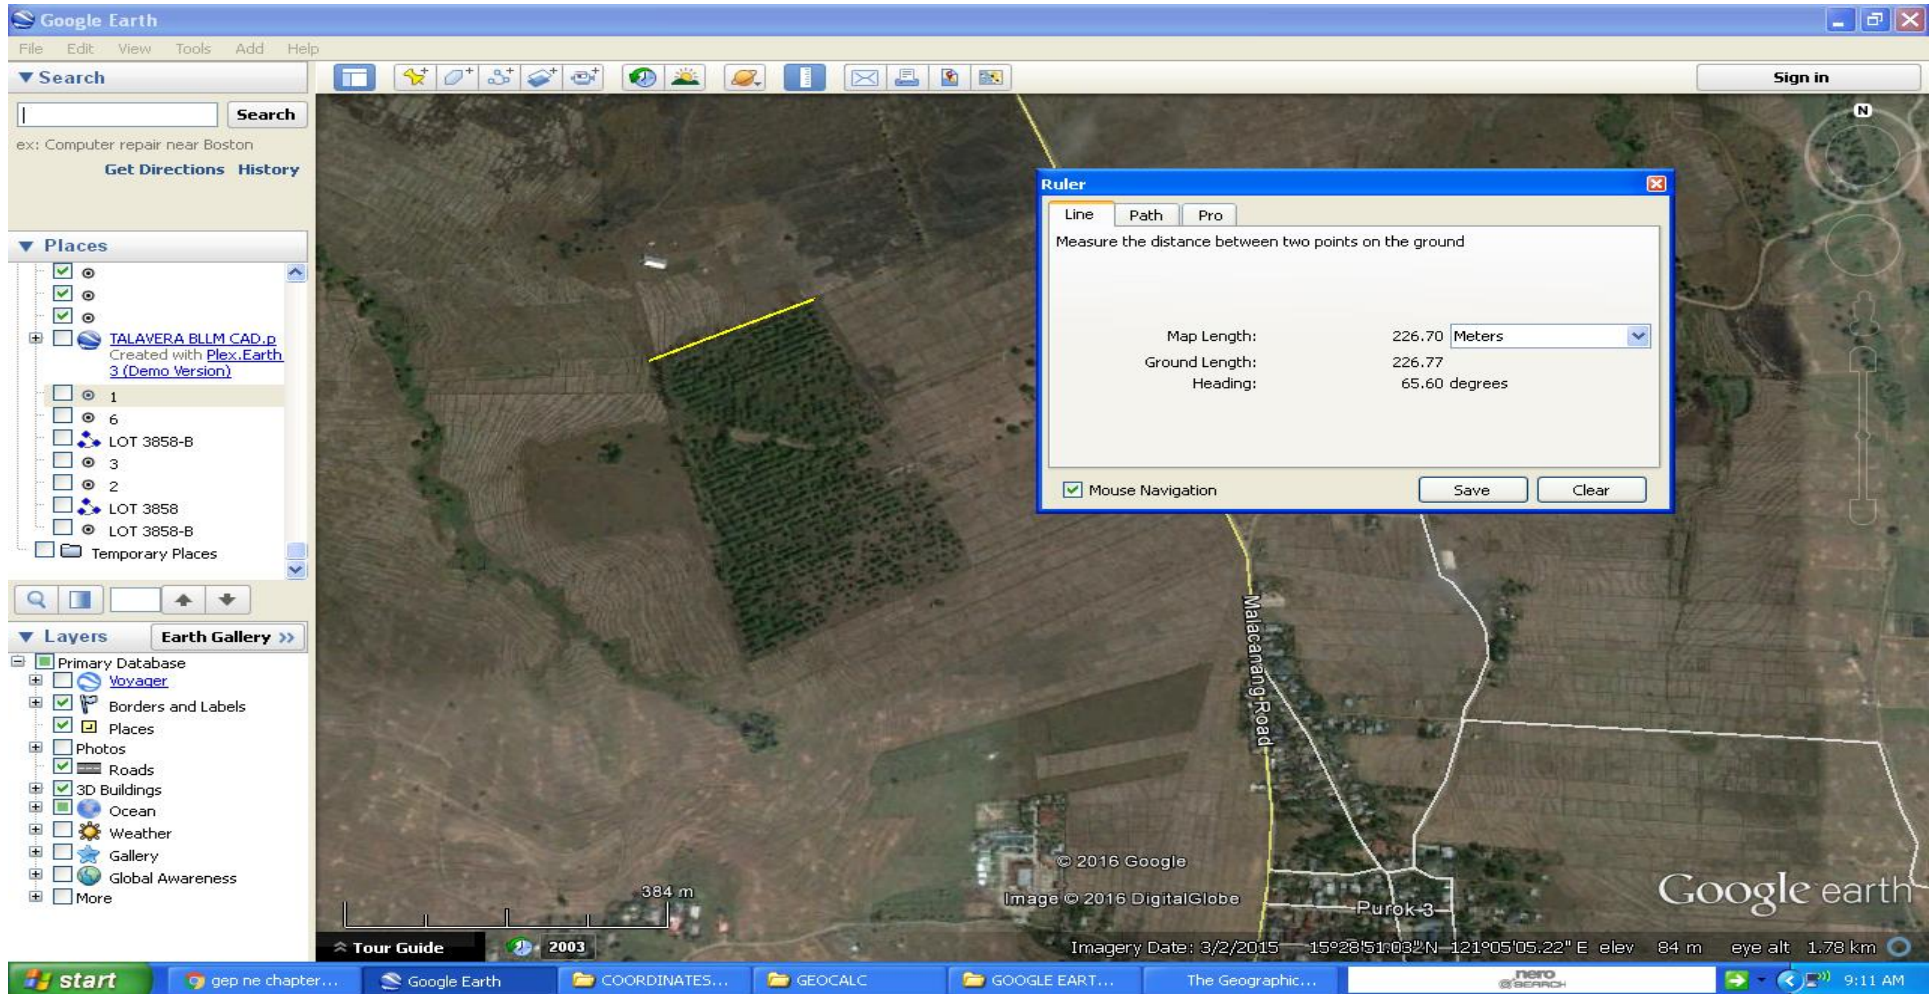 Google Earth
File Edit View Tools Add Help
Search
Search
ex: Computer repair near Boston
Get Directions History
Places
TALAVERA BLLM CAD.p
Created with Plex.Earth
3 (Demo Version)
1
6
LOT 3858-B
3
2
LOT 3858
LOT 3858-B
Temporary Places
Layers Earth Gallery >>
Primary Database
Voyager
Borders and Labels
Places
Photos
Roads
3D Buildings
Ocean
Weather
Gallery
Global Awareness
More
Sign in
N
Ruler
Line Path Pro
Measure the distance between two points on the ground
Map Length: 226.70 Meters
Ground Length: 226.77
Heading: 65.60 degrees
Mouse Navigation Save Clear
Malacanang Road
© 2016 Google
Image © 2016 DigitalGlobe
Purok 3
Google earth
384 m
Tour Guide 2003
Imagery Date: 3/2/2015 15°28'51.03" N 121°05'05.22" E elev 84 m eye alt 1.78 km
start gep ne chapter... Google Earth COORDINATES... GEOCALC GOOGLE EART... The Geographic... nero @SEARCH 9:11 AM